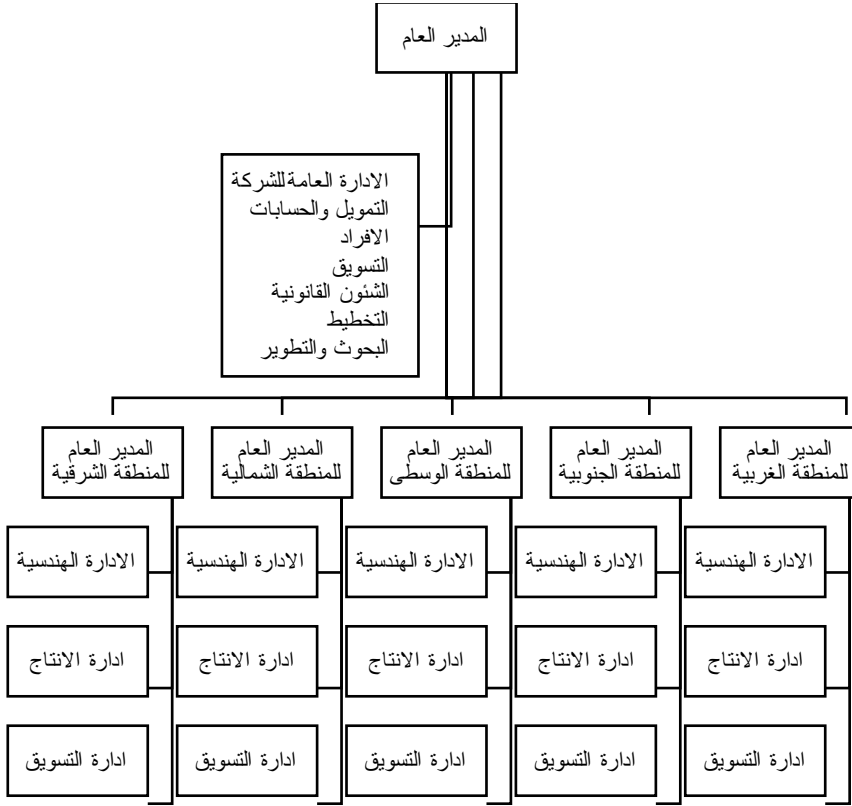 المدير العام
الادارة العامةللشركة
التمويل والحسابات
الافراد
التسويق
الشئون القانونية
التخطيط
البحوث والتطوير
المدير العام
للمنطقة الغربية
المدير العام
للمنطقة الجنوبية
المدير العام
للمنطقة الوسطى
المدير العام
للمنطقة الشمالية
المدير العام
للمنطقة الشرقية
الادارة الهندسية
الادارة الهندسية
الادارة الهندسية
الادارة الهندسية
الادارة الهندسية
ادارة الانتاج
ادارة الانتاج
ادارة الانتاج
ادارة الانتاج
ادارة الانتاج
ادارة التسويق
ادارة التسويق
ادارة التسويق
ادارة التسويق
ادارة التسويق